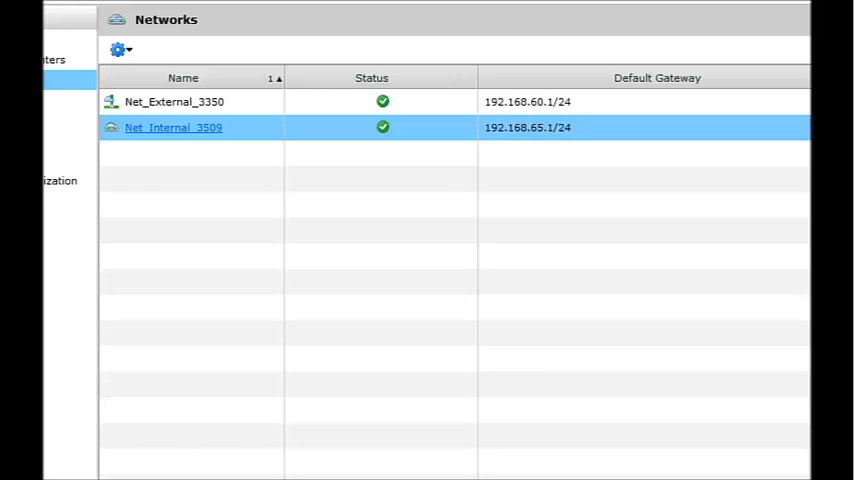 Networks
nters
Name 1 Status Default Gateway
Net_External_3350 192.168.60.1/24
Net_Internal_3509 192.168.65.1/24
ization